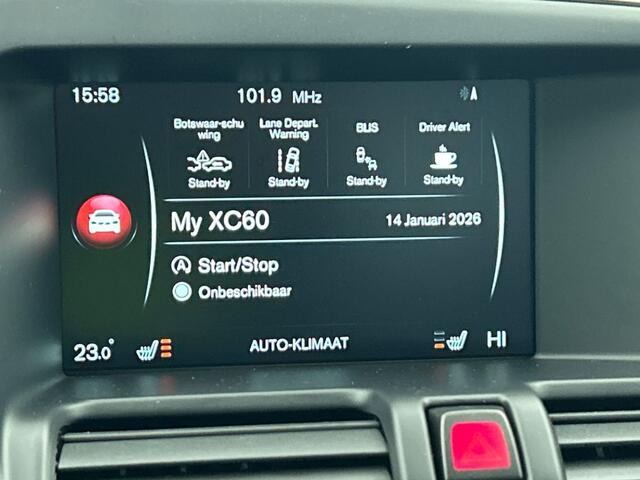 15:58 101.9 MHz
Botswaar-schu
wing
Stand-by
Lane Depart.
Warning
Stand-by
BLIS
Stand-by
Driver Alert
Stand-by
My XC60 14 Januari 2026
A Start/Stop
Onbeschikbaar
23.0° AUTO-KLIMAAT HI